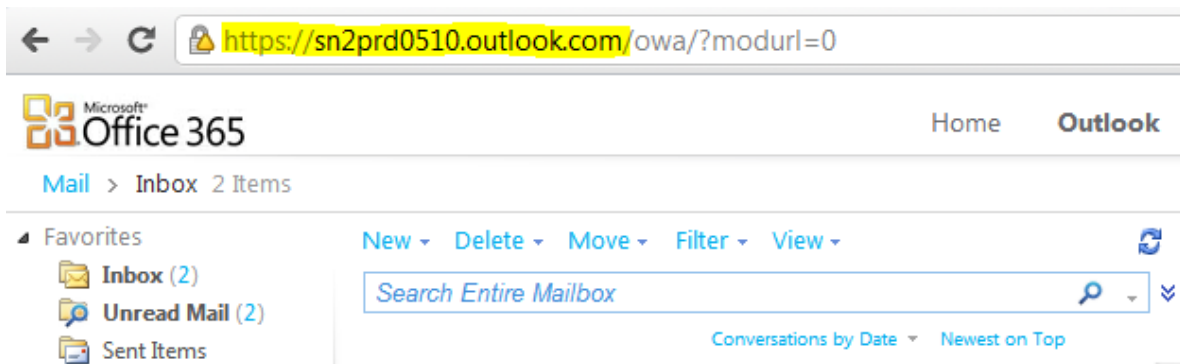 https://sn2prd0510.outlook.com/owa/?modurl=0
Microsoft®
Office 365
Home Outlook
Mail > Inbox 2 Items
Favorites
Inbox (2)
Unread Mail (2)
Sent Items
New Delete Move Filter View
Search Entire Mailbox
Conversations by Date Newest on Top